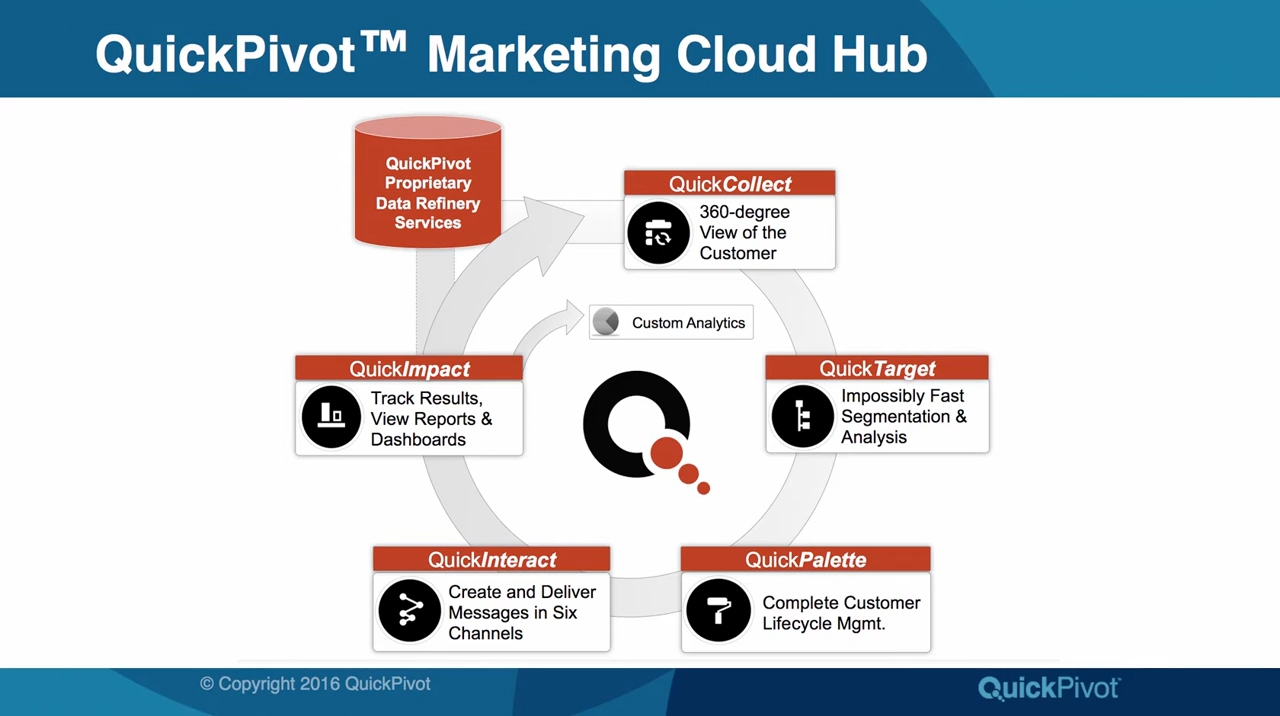 QuickPivot™ Marketing Cloud Hub
QuickPivot
Proprietary
Data Refinery
Services
QuickCollect
360-degree
View of the
Customer
Custom Analytics
QuickImpact
Track Results,
View Reports &
Dashboards
QuickTarget
Impossibly Fast
Segmentation &
Analysis
QuickInteract
Create and Deliver
Messages in Six
Channels
QuickPalette
Complete Customer
Lifecycle Mgmt.
© Copyright 2016 QuickPivot
QuickPivot™